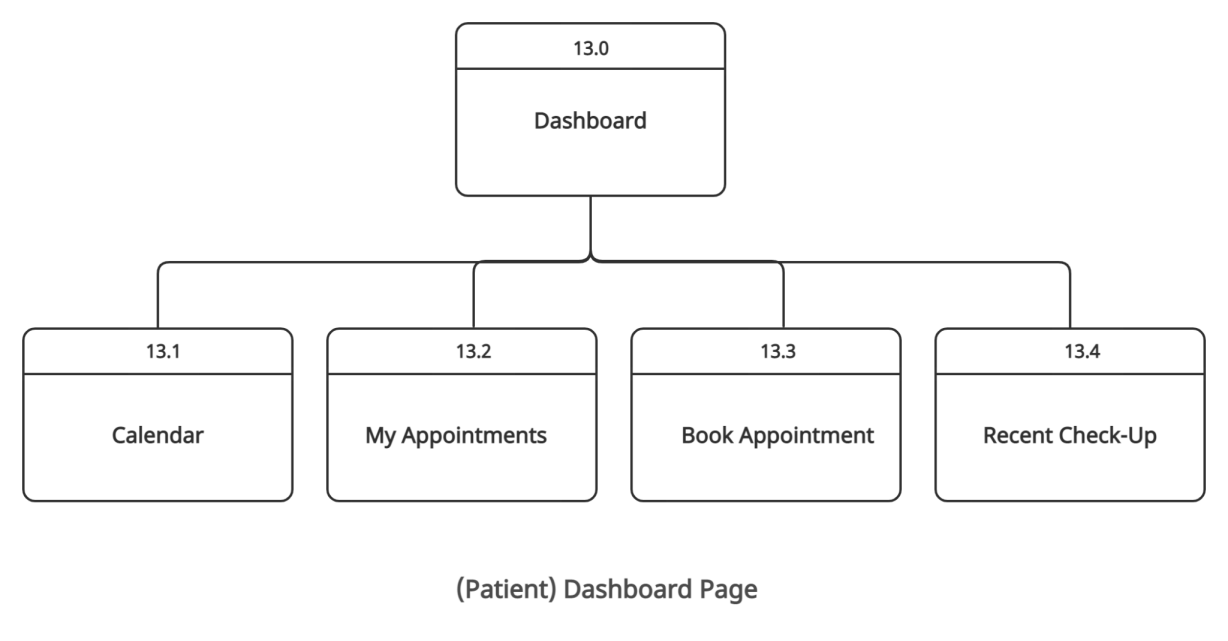 13.0
Dashboard
13.1
13.2
13.3
13.4
Calendar
My Appointments
Book Appointment
Recent Check-Up
(Patient) Dashboard Page